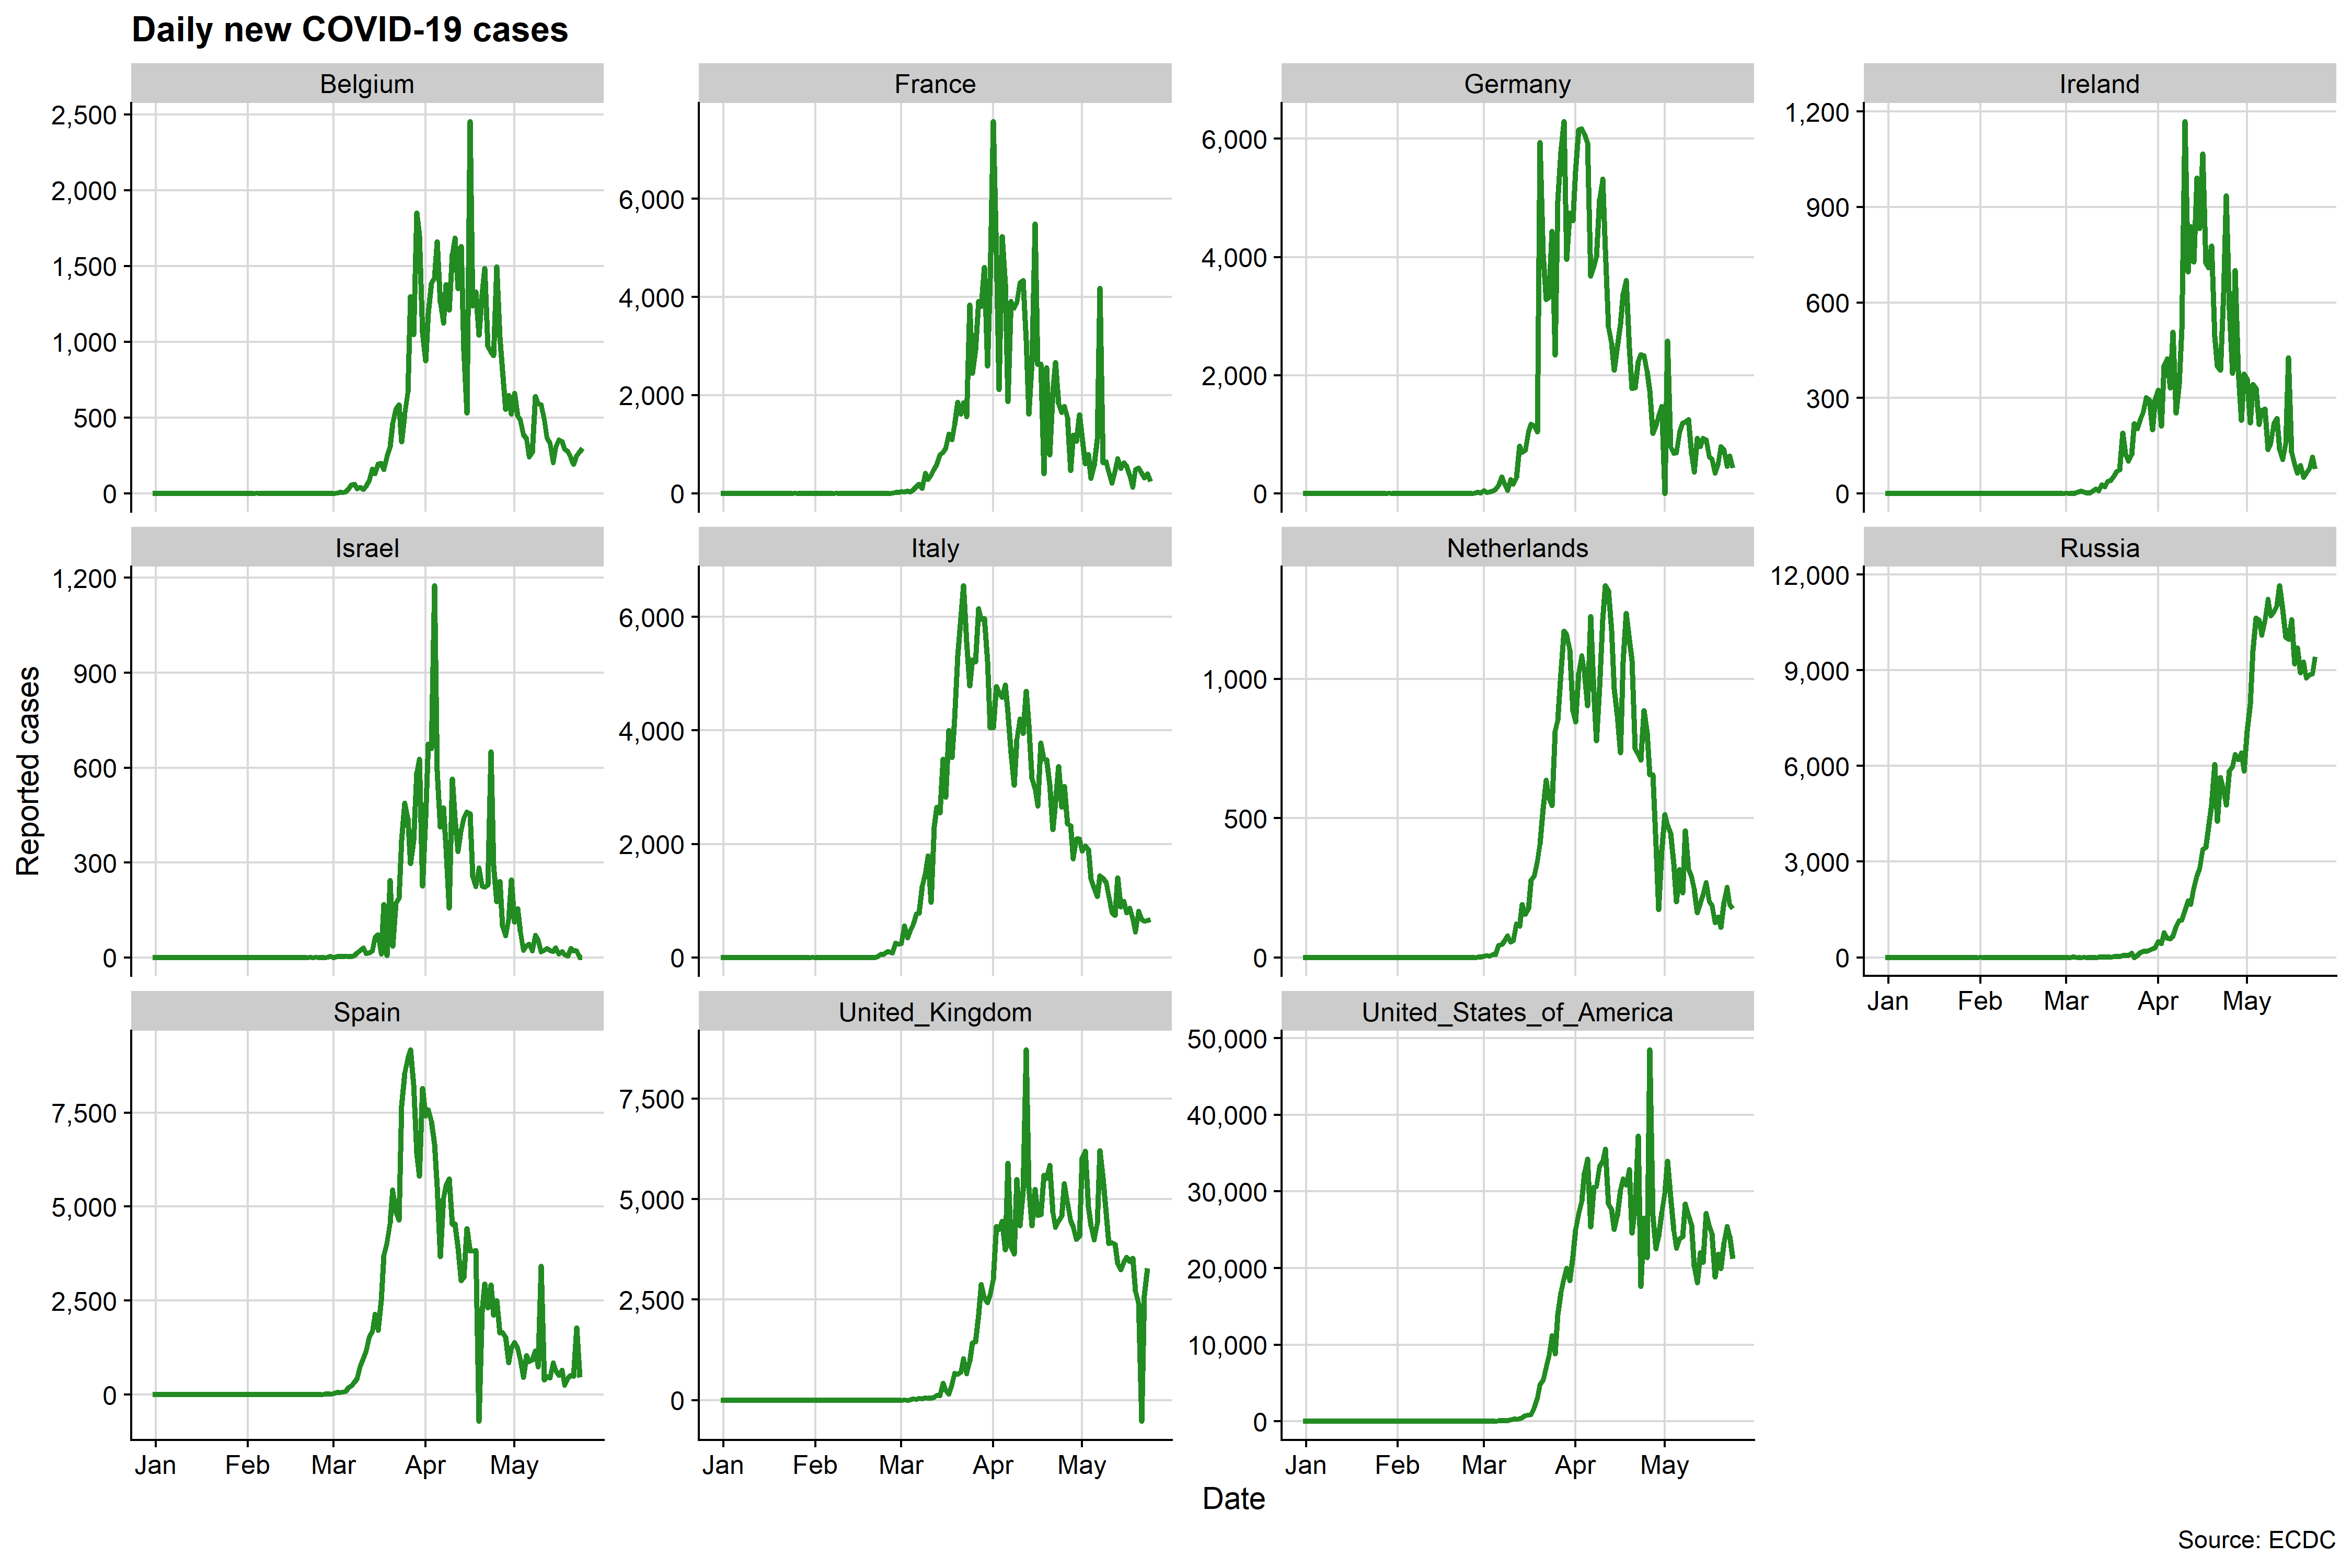 Daily new COVID-19 cases
Belgium
France
Germany
Ireland
2,500
2,000
1,500
1,000
500
0
6,000
4,000
2,000
0
6,000
4,000
2,000
0
1,200
900
600
300
0
Israel
Italy
Netherlands
Russia
1,200
900
600
300
0
6,000
4,000
2,000
0
1,000
500
0
12,000
9,000
6,000
3,000
0
Jan Feb Mar Apr May
Reported cases
Spain
United_Kingdom
United_States_of_America
7,500
5,000
2,500
0
7,500
5,000
2,500
0
50,000
40,000
30,000
20,000
10,000
0
Jan Feb Mar Apr May
Jan Feb Mar Apr May
Jan Feb Mar Apr May
Date
Source: ECDC